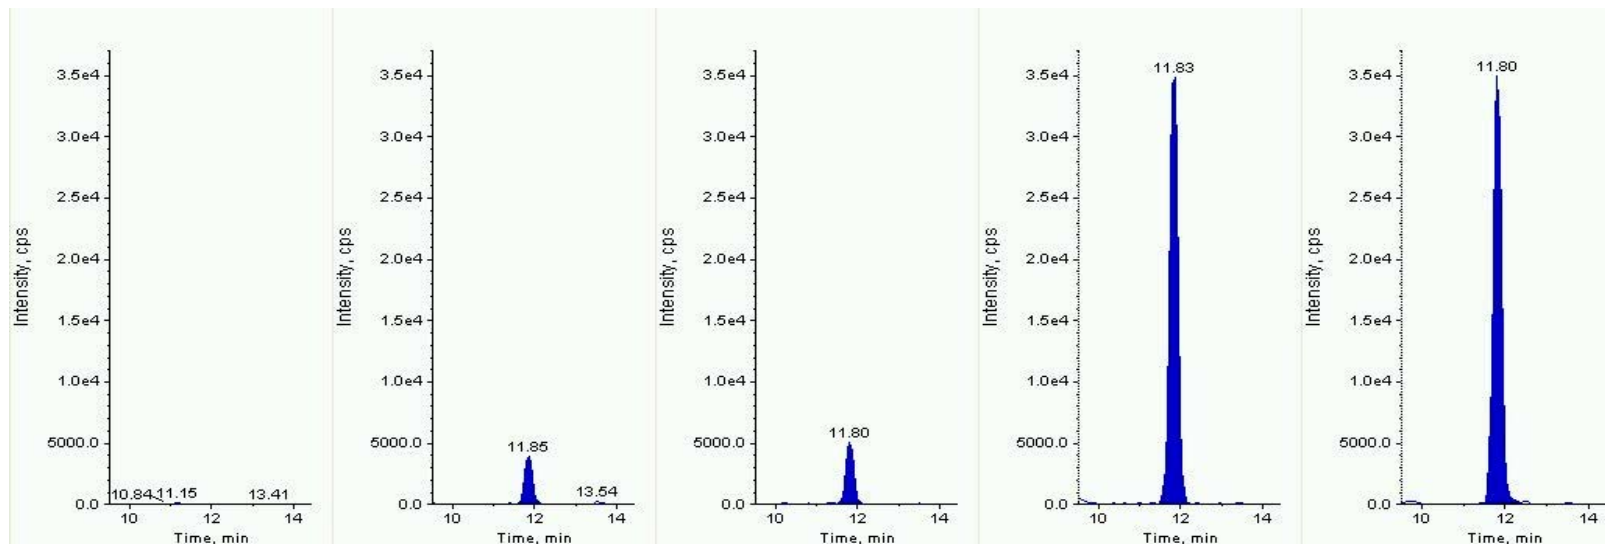 3.5e4
3.0e4
2.5e4
2.0e4
1.5e4
1.0e4
5000.0
0.0
Intensity, cps
10.84 11.15 13.41
10 12 14
Time, min
3.5e4
3.0e4
2.5e4
2.0e4
1.5e4
1.0e4
5000.0
0.0
Intensity, cps
11.85
13.54
10 12 14
Time, min
3.5e4
3.0e4
2.5e4
2.0e4
1.5e4
1.0e4
5000.0
0.0
Intensity, cps
11.80
10 12 14
Time, min
11.83
3.5e4
3.0e4
2.5e4
2.0e4
1.5e4
1.0e4
5000.0
0.0
Intensity, cps
10 12 14
Time, min
11.80
3.5e4
3.0e4
2.5e4
2.0e4
1.5e4
1.0e4
5000.0
0.0
Intensity, cps
10 12 14
Time, min